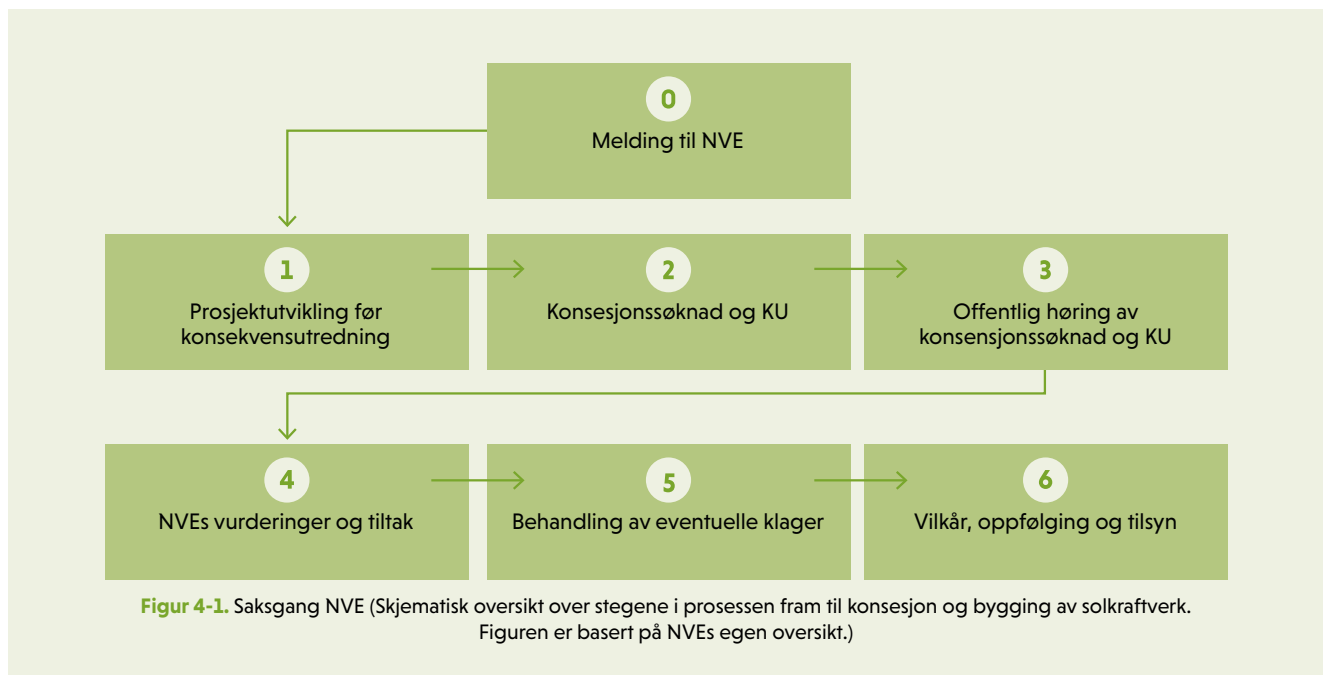 0
Melding til NVE
1
Prosjektutvikling før
konsekvensutredning
2
Konsesjonssøknad og KU
3
Offentlig høring av
konsensjonssøknad og KU
4
NVEs vurderinger og tiltak
5
Behandling av eventuelle klager
6
Vilkår, oppfølging og tilsyn
Figur 4-1. Saksgang NVE (Skjematisk oversikt over stegene i prosessen fram til konsesjon og bygging av solkraftverk.
Figuren er basert på NVEs egen oversikt.)